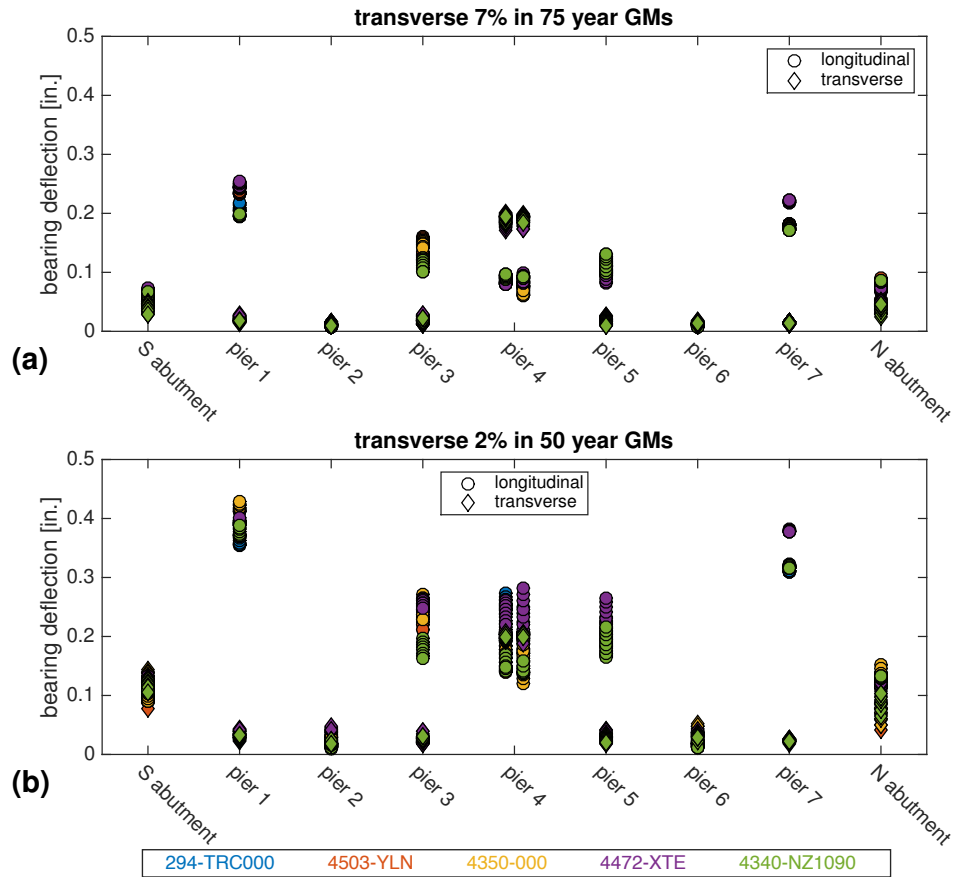 transverse 7% in 75 year GMs
0.5
0.4
0.3
0.2
0.1
0
bearing deflection [in.]
longitudinal
transverse
(a)
S abutment
pier 1
pier 2
pier 3
pier 4
pier 5
pier 6
pier 7
N abutment
transverse 2% in 50 year GMs
0.5
0.4
0.3
0.2
0.1
0
bearing deflection [in.]
longitudinal
transverse
(b)
S abutment
pier 1
pier 2
pier 3
pier 4
pier 5
pier 6
pier 7
N abutment
294-TRC000 4503-YLN 4350-000 4472-XTE 4340-NZ1090